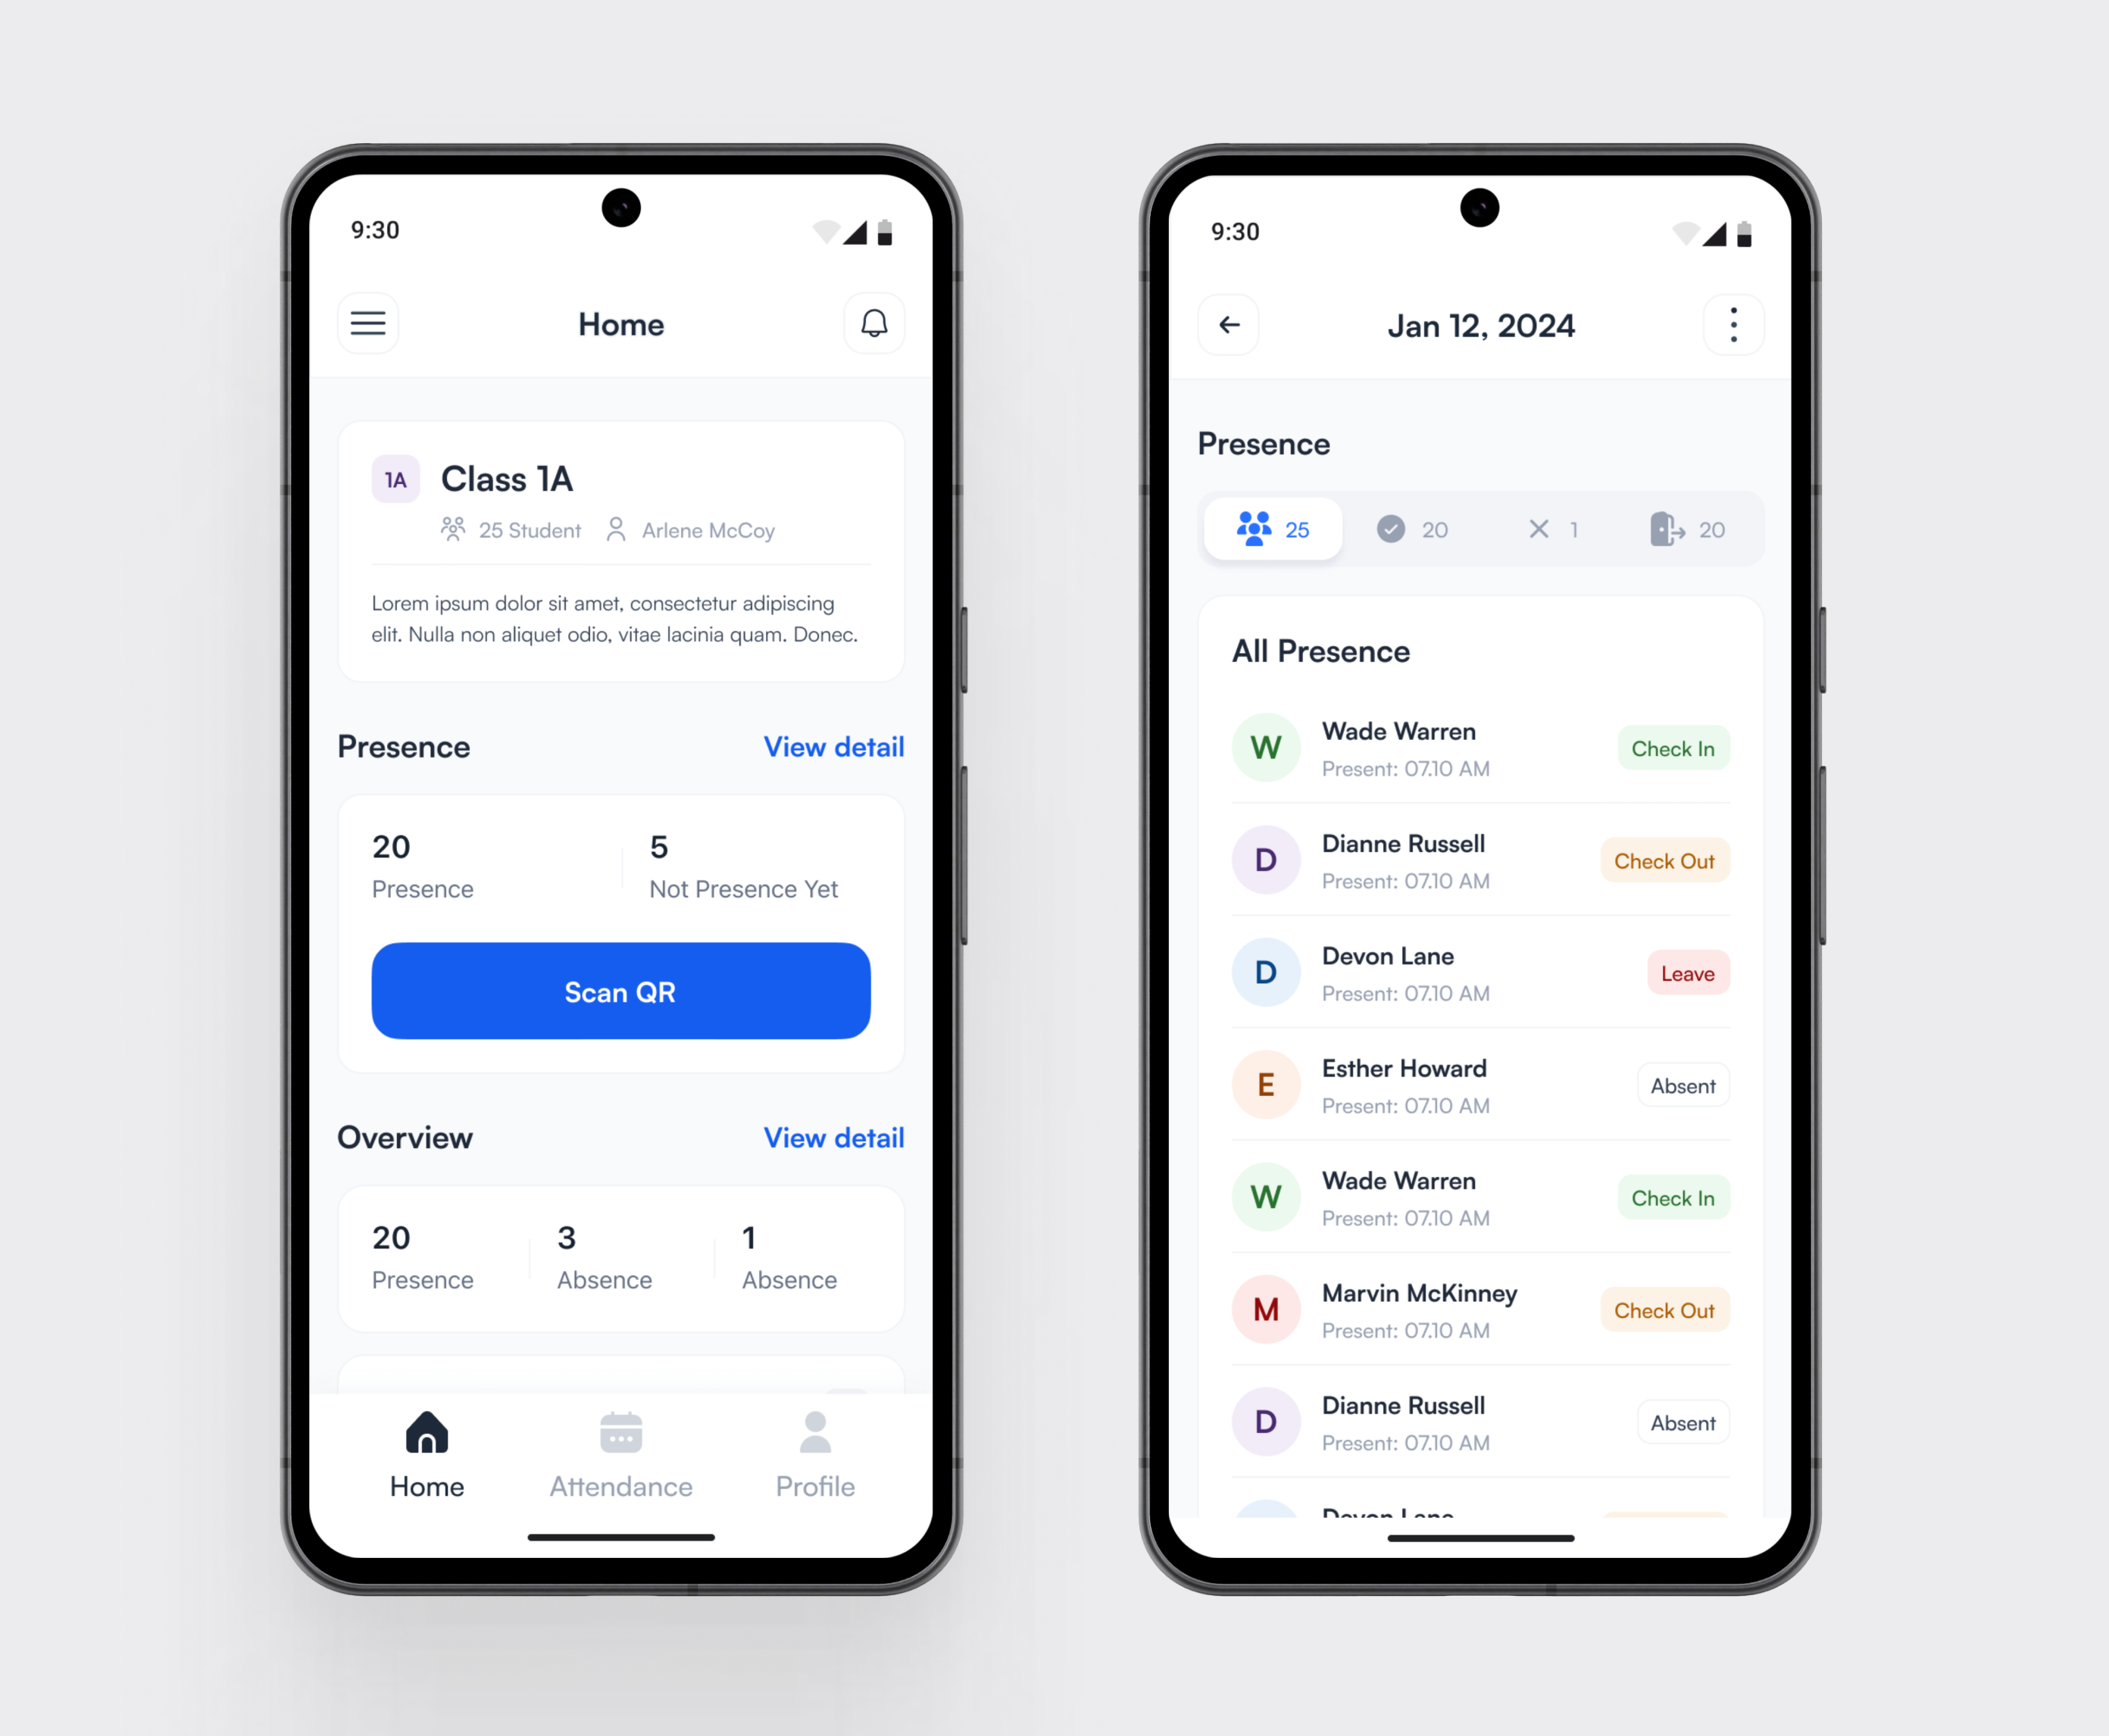 9:30
Home
1A
Class 1A
25 Student
Arlene McCoy
Lorem ipsum dolor sit amet, consectetur adipiscing
elit. Nulla non aliquet odio, vitae lacinia quam. Donec.
Presence
View detail
20
Presence
5
Not Presence Yet
Scan QR
Overview
View detail
20
Presence
3
Absence
1
Absence
Home
Attendance
Profile
9:30
Jan 12, 2024
Presence
25
20
1
20
All Presence
W
Wade Warren
Present: 07.10 AM
Check In
D
Dianne Russell
Present: 07.10 AM
Check Out
D
Devon Lane
Present: 07.10 AM
Leave
E
Esther Howard
Present: 07.10 AM
Absent
W
Wade Warren
Present: 07.10 AM
Check In
M
Marvin McKinney
Present: 07.10 AM
Check Out
D
Dianne Russell
Present: 07.10 AM
Absent
Devon Lane